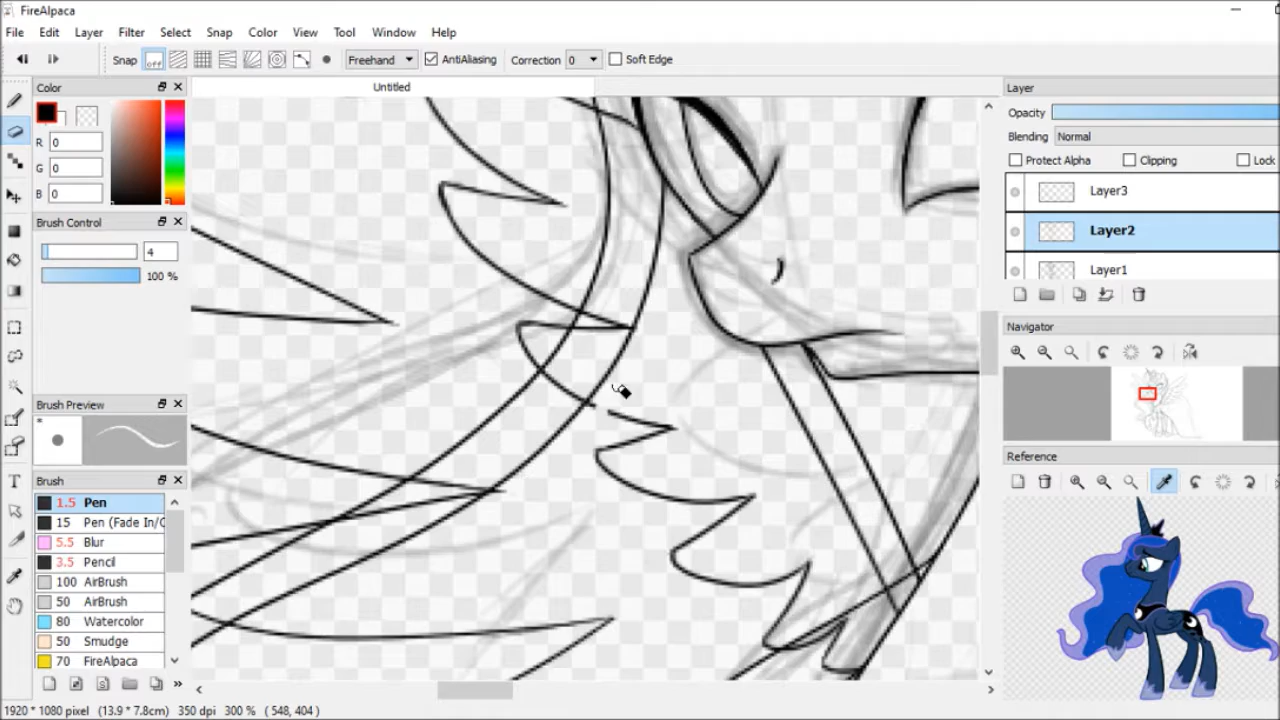 FireAlpaca
File Edit Layer Filter Select Snap Color View Tool Window Help
Snap off Freehand AntiAliasing Correction 0 Soft Edge
Color
R 0
G 0
B 0
Brush Control
4
100 %
Brush Preview
*
Brush
1.5 Pen
15 Pen (Fade In/O
5.5 Blur
3.5 Pencil
100 AirBrush
50 AirBrush
80 Watercolor
50 Smudge
70 FireAlpaca
Untitled
Layer
Opacity
Blending Normal
Protect Alpha Clipping Lock
Layer3
Layer2
Layer1
Navigator
Reference
1920 * 1080 pixel (13.9 * 7.8cm) 350 dpi 300 % ( 548, 404 )